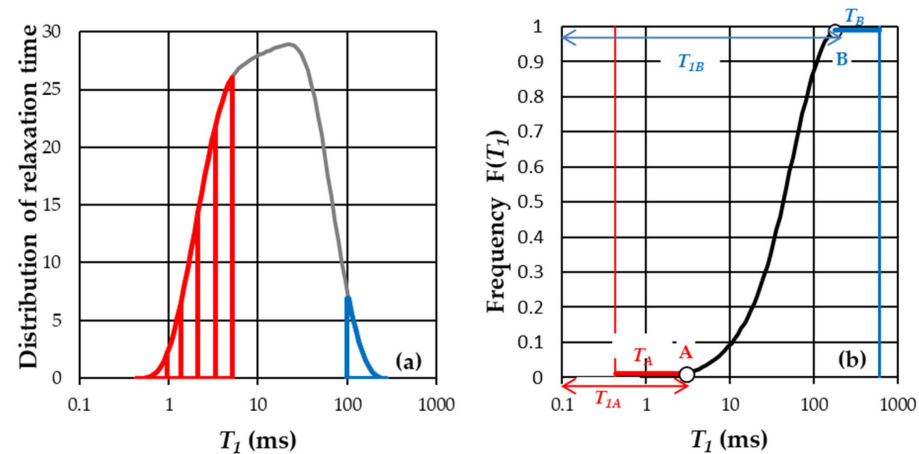 Distribution of relaxation time
30
25
20
15
10
5
0
0.1 1 10 100 1000
T1 (ms)
(a)
Frequency F(T1)
1
0.9
0.8
0.7
0.6
0.5
0.4
0.3
0.2
0.1
0
0.1 1 10 100 1000
T1 (ms)
TB
B
T1B
TA
A
T1A
(b)